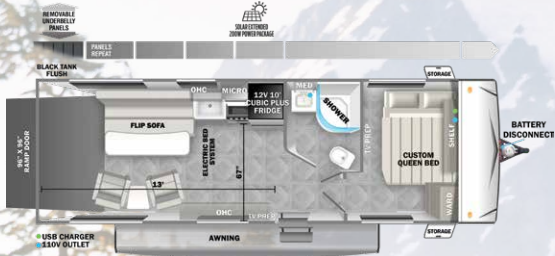 REMOVABLE
UNDERBELLY
PANELS
SOLAR EXTENDED
200W POWER PACKAGE
PANELS
REPEAT
BLACK TANK
FLUSH
STORAGE
OHC
MICRO
12V 10'
CUBIC PLUS
FRIDGE
MED
SHOWER
96" X 96"
RAMP DOOR
FLIP SOFA
ELECTRIC BED
SYSTEM
67"
13'
TV PREP
CUSTOM
QUEEN BED
SHELF
BATTERY
DISCONNECT
WARD
OHC
TV PREP
USB CHARGER
110V OUTLET
AWNING
STORAGE